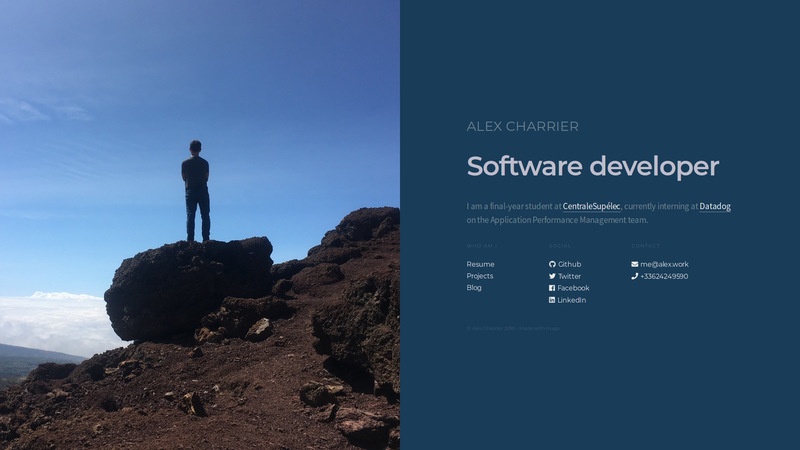 ALEX CHARRIER
Software developer
I am a final-year student at CentraleSupélec, currently interning at Datadog
on the Application Performance Management team.
WHO AM I
SOCIAL
CONTACT
Resume
Github
me@alex.work
Projects
Twitter
+33624249590
Blog
Facebook
LinkedIn